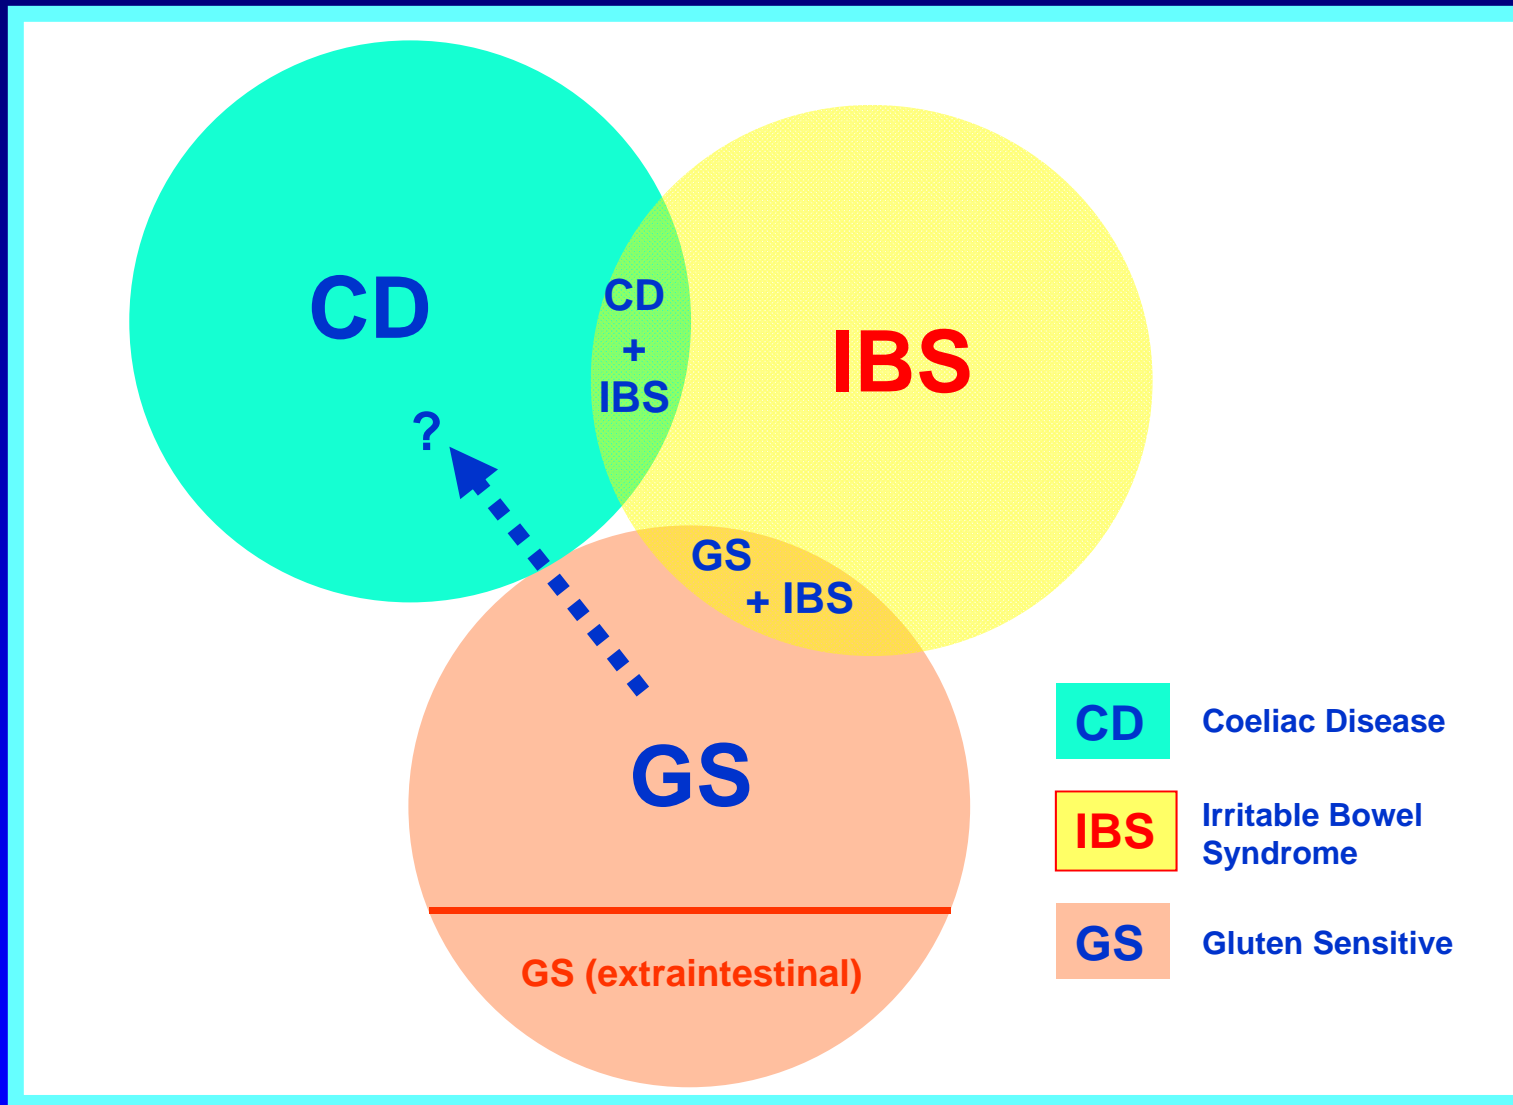 CD
CD
+
IBS
IBS
?
GS
+ IBS
GS
GS (extraintestinal)
CD Coeliac Disease
IBS Irritable Bowel
Syndrome
GS Gluten Sensitive